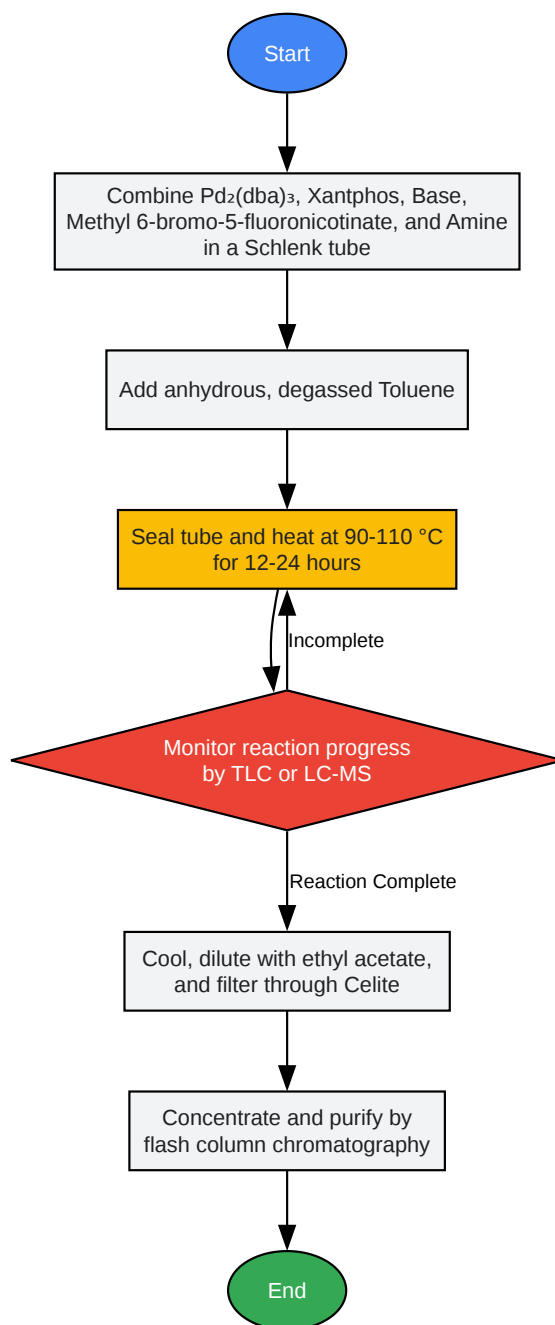 Start
Combine Pd₂(dba)₃, Xantphos, Base,
Methyl 6-bromo-5-fluoronicotinate, and Amine
in a Schlenk tube
Add anhydrous, degassed Toluene
Seal tube and heat at 90-110 °C
for 12-24 hours
Incomplete
Monitor reaction progress
by TLC or LC-MS
Reaction Complete
Cool, dilute with ethyl acetate,
and filter through Celite
Concentrate and purify by
flash column chromatography
End